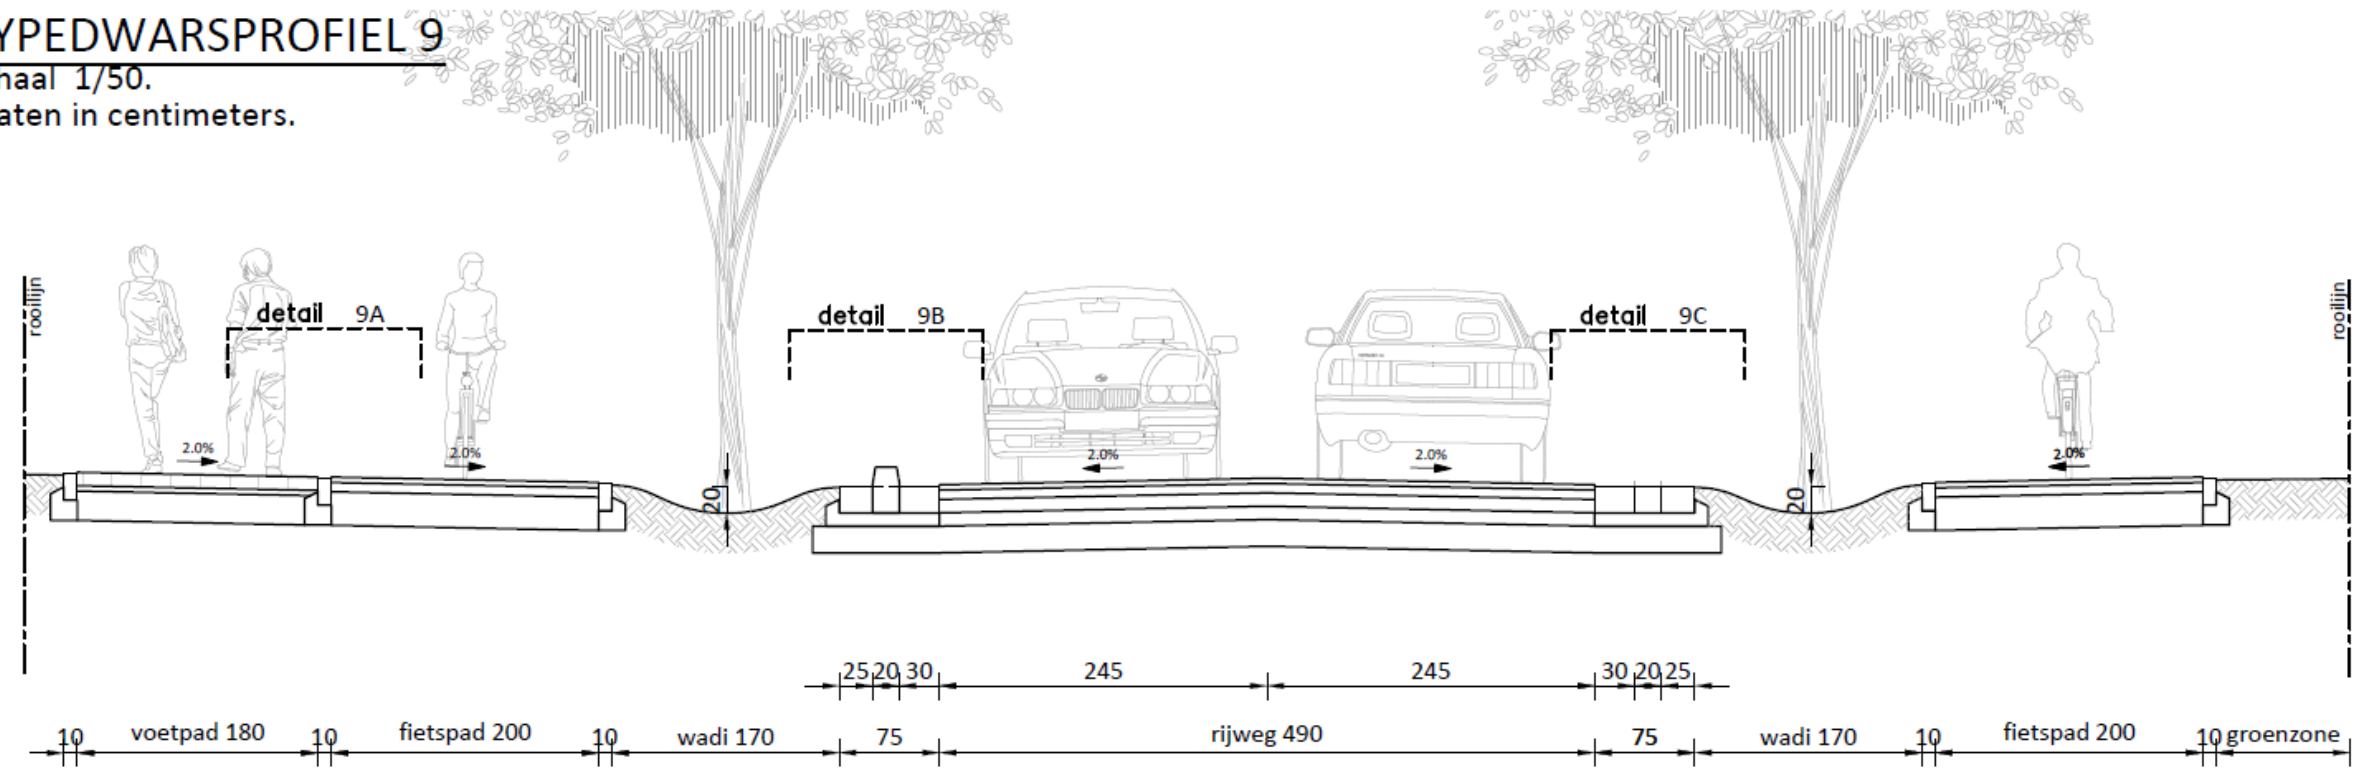 YPEDWARSPROFIEL 9
haal 1/50.
aten in centimeters.
rooilijn
detail 9A
detail 9B
detail 9C
rooilijn
2.0%
2.0%
2.0%
2.0%
2.0%
20
20
25 20 30 245 245 30 20 25
10 voetpad 180 10 fietspad 200 10 wadi 170 75 rijweg 490 75 wadi 170 10 fietspad 200 10 groenzone